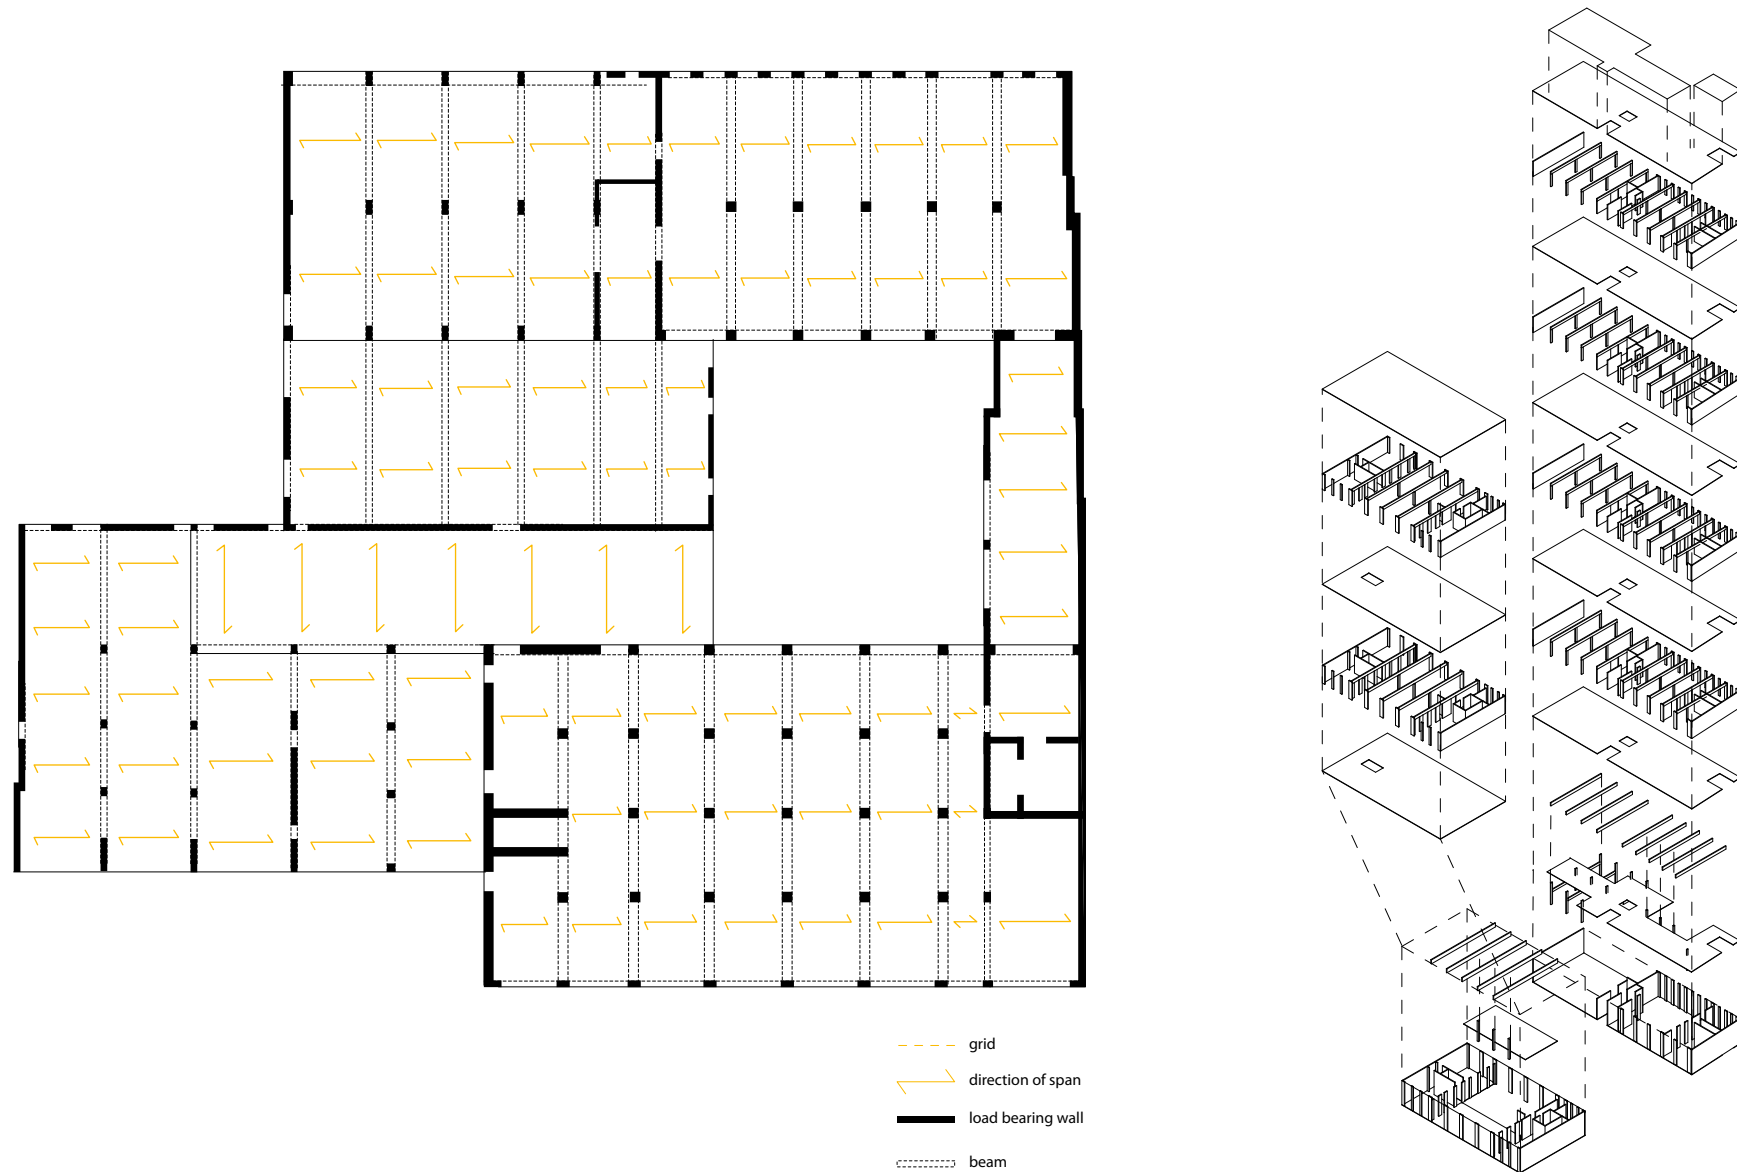 grid
direction of span
load bearing wall
beam